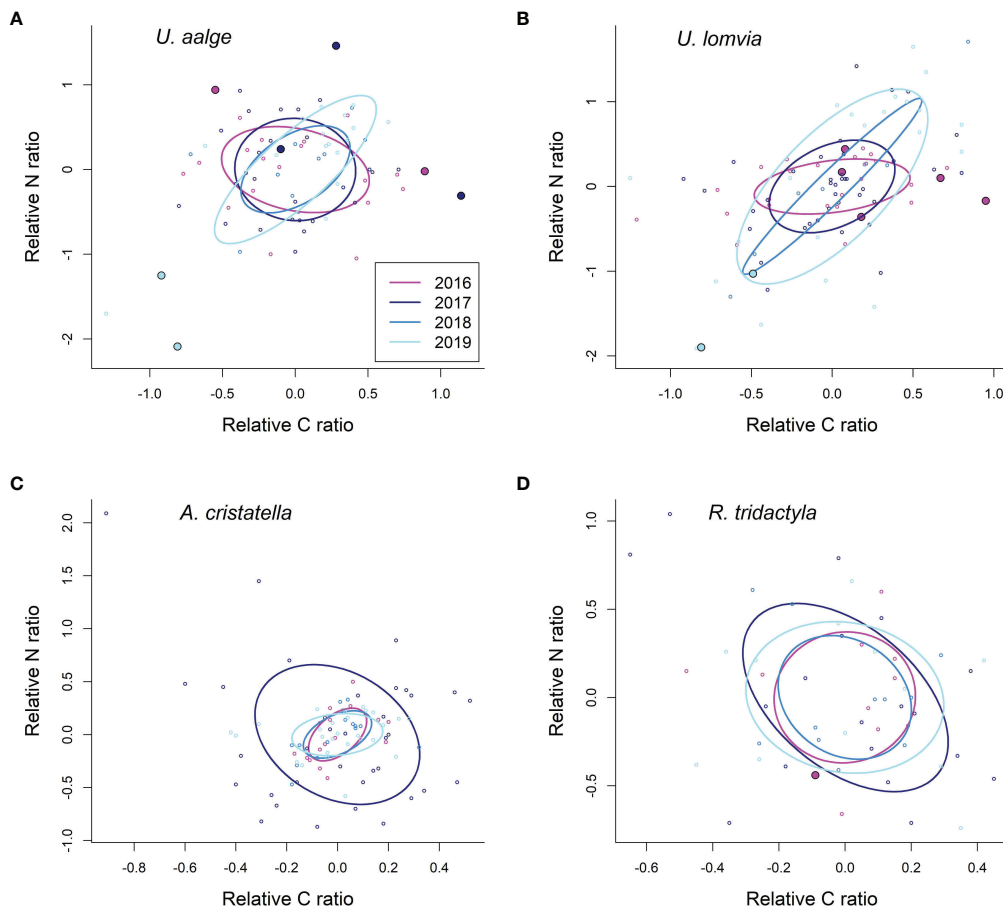 A
U. aalge
Relative N ratio
1
0
-1
-2
2016
2017
2018
2019
-1.0
-0.5
0.0
0.5
1.0
Relative C ratio
B
U. lomvia
Relative N ratio
1
0
-1
-2
-1.0
-0.5
0.0
0.5
1.0
Relative C ratio
C
A. cristatella
Relative N ratio
2.0
1.5
1.0
0.5
0.0
-0.5
-1.0
-0.8
-0.6
-0.4
-0.2
0.0
0.2
0.4
Relative C ratio
D
R. tridactyla
Relative N ratio
1.0
0.5
0.0
-0.5
-0.6
-0.4
-0.2
0.0
0.2
0.4
Relative C ratio